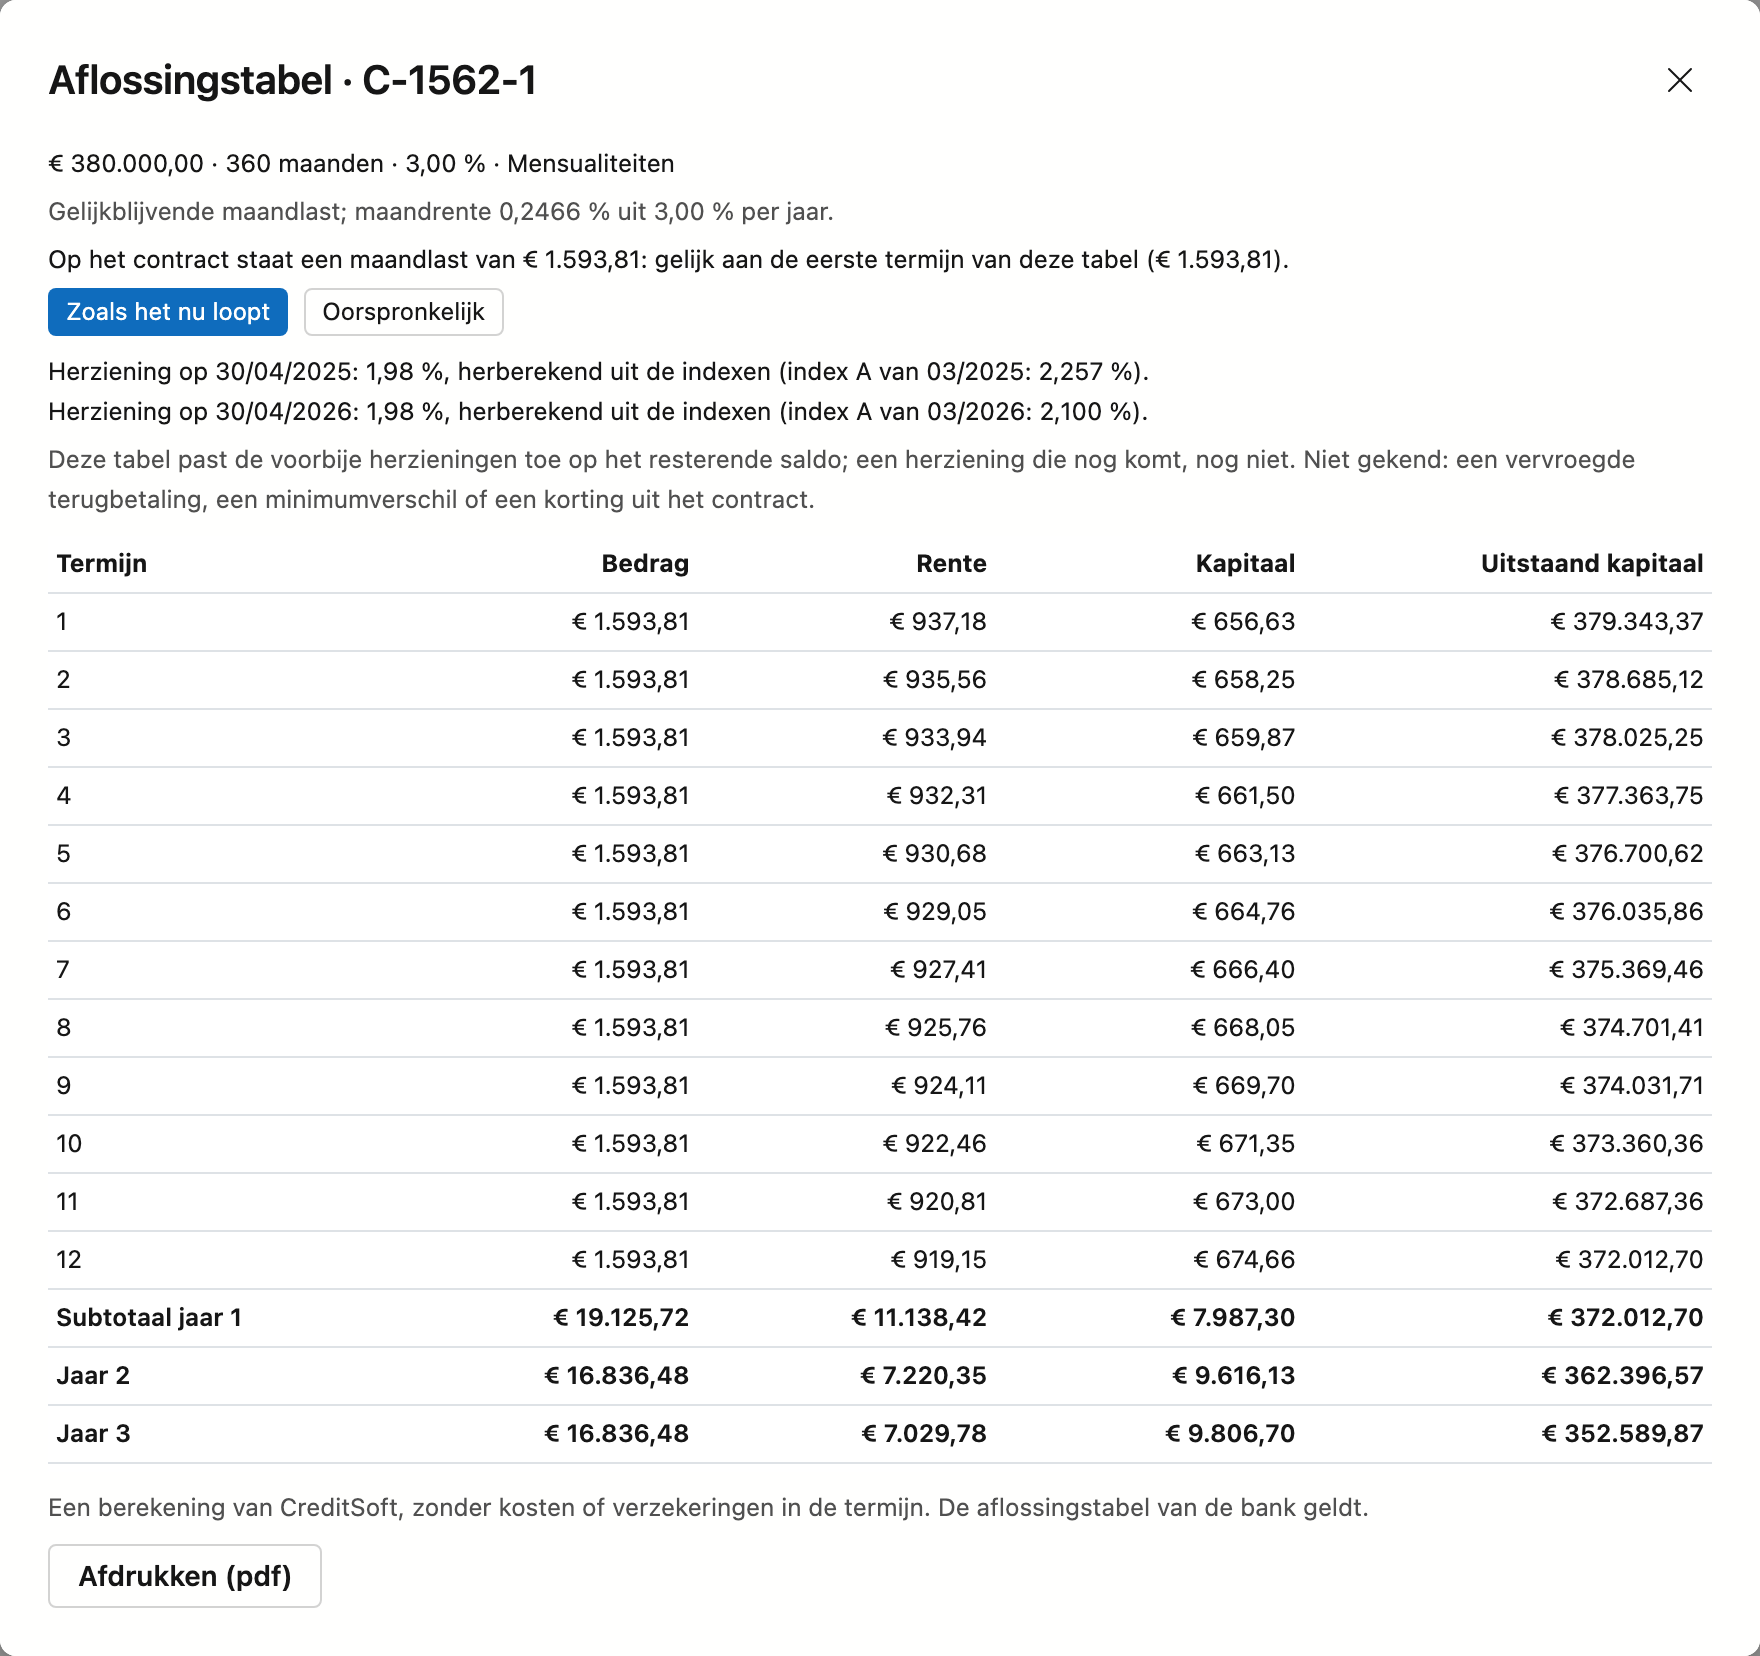 Aflossingstabel · C-1562-1
€ 380.000,00 · 360 maanden · 3,00 % · Mensualiteiten
Gelijkblijvende maandlast; maandrente 0,2466 % uit 3,00 % per jaar.
Op het contract staat een maandlast van € 1.593,81: gelijk aan de eerste termijn van deze tabel (€ 1.593,81).
Zoals het nu loopt Oorspronkelijk
Herziening op 30/04/2025: 1,98 %, herberekend uit de indexen (index A van 03/2025: 2,257 %).
Herziening op 30/04/2026: 1,98 %, herberekend uit de indexen (index A van 03/2026: 2,100 %).
Deze tabel past de voorbije herzieningen toe op het resterende saldo; een herziening die nog komt, nog niet. Niet gekend: een vervroegde
terugbetaling, een minimumverschil of een korting uit het contract.
Termijn Bedrag Rente Kapitaal Uitstaand kapitaal
1 € 1.593,81 € 937,18 € 656,63 € 379.343,37
2 € 1.593,81 € 935,56 € 658,25 € 378.685,12
3 € 1.593,81 € 933,94 € 659,87 € 378.025,25
4 € 1.593,81 € 932,31 € 661,50 € 377.363,75
5 € 1.593,81 € 930,68 € 663,13 € 376.700,62
6 € 1.593,81 € 929,05 € 664,76 € 376.035,86
7 € 1.593,81 € 927,41 € 666,40 € 375.369,46
8 € 1.593,81 € 925,76 € 668,05 € 374.701,41
9 € 1.593,81 € 924,11 € 669,70 € 374.031,71
10 € 1.593,81 € 922,46 € 671,35 € 373.360,36
11 € 1.593,81 € 920,81 € 673,00 € 372.687,36
12 € 1.593,81 € 919,15 € 674,66 € 372.012,70
Subtotaal jaar 1 € 19.125,72 € 11.138,42 € 7.987,30 € 372.012,70
Jaar 2 € 16.836,48 € 7.220,35 € 9.616,13 € 362.396,57
Jaar 3 € 16.836,48 € 7.029,78 € 9.806,70 € 352.589,87
Een berekening van CreditSoft, zonder kosten of verzekeringen in de termijn. De aflossingstabel van de bank geldt.
Afdrukken (pdf)